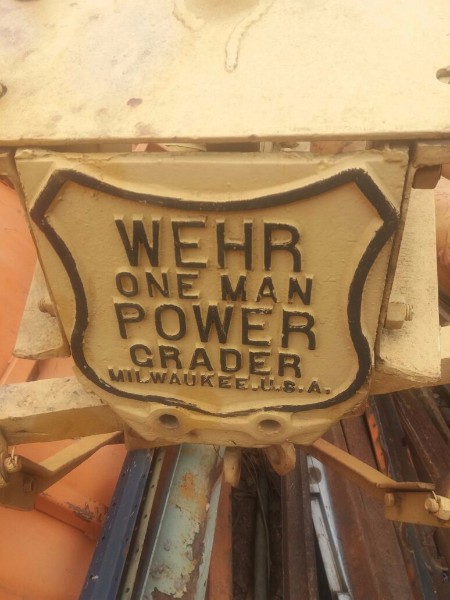 WEHR
ONE MAN
POWER
GRADER
MILWAUKEE.U.S.A.